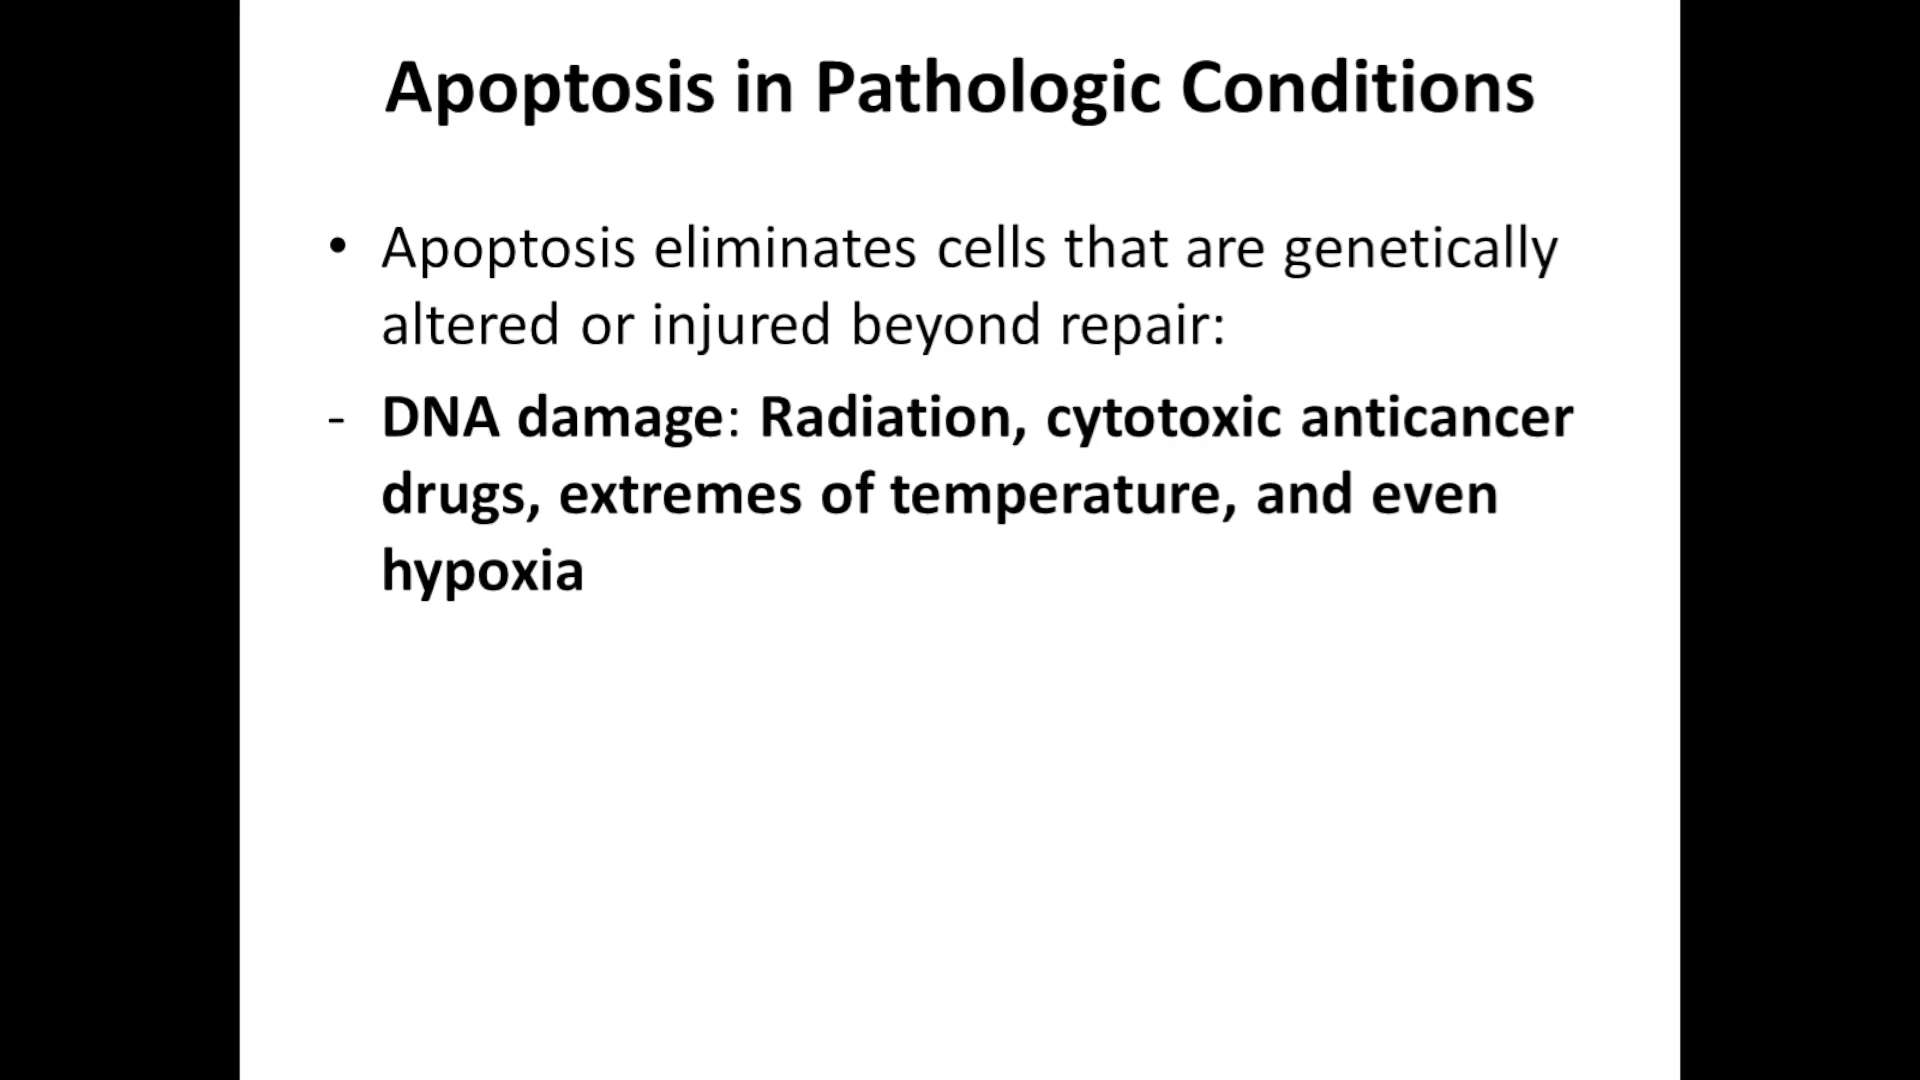 Apoptosis in Pathologic Conditions
• Apoptosis eliminates cells that are genetically
altered or injured beyond repair:
- DNA damage: Radiation, cytotoxic anticancer
drugs, extremes of temperature, and even
hypoxia